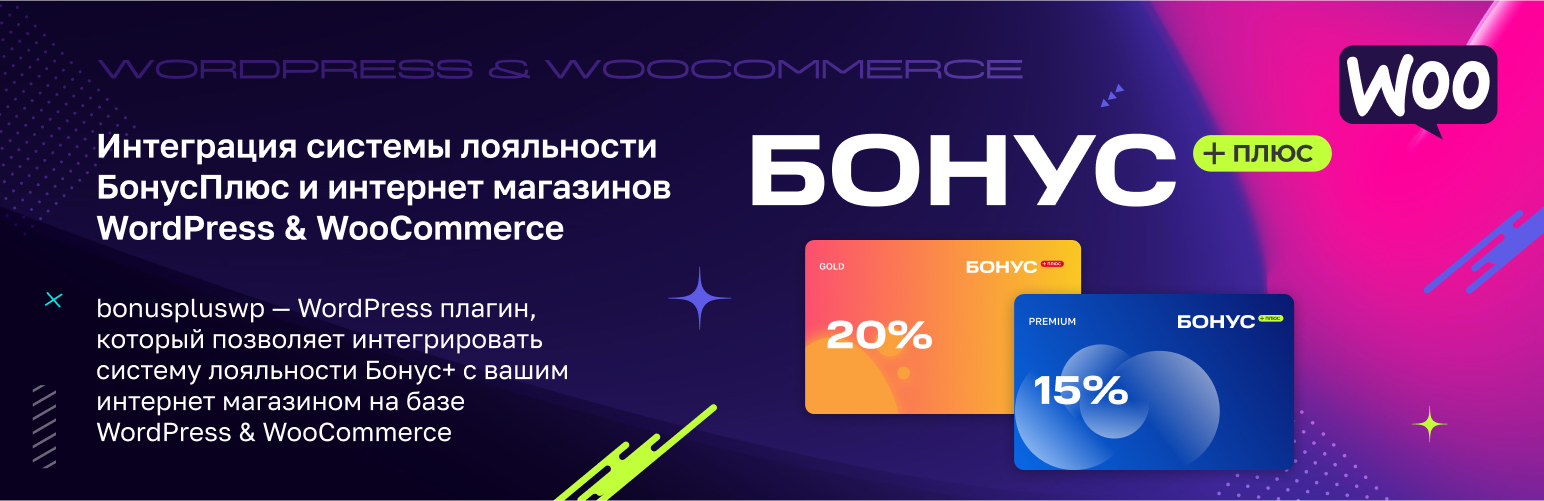 WORDPRESS & WOOCOMMERCE
Интеграция системы лояльности
БонусПлюс и интернет магазинов
WordPress & WooCommerce
bonuspluswp — WordPress плагин,
который позволяет интегрировать
систему лояльности Бонус+ с вашим
интернет магазином на базе
WordPress & WooCommerce
Woo
БОНУС + ПЛЮС
GOLD
БОНУС + ПЛЮС
20%
PREMIUM
БОНУС + ПЛЮС
15%